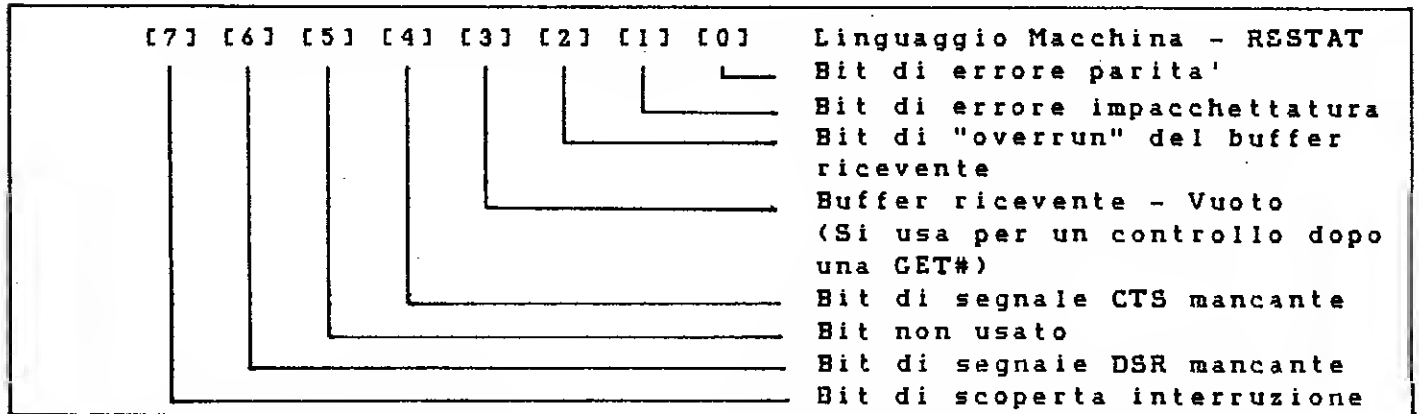 [7] [6] [5] [4] [3] [2] [1] [0] Linguaggio Macchina - RSSTAT
Bit di errore parita'
Bit di errore impacchettatura
Bit di "overrun" del buffer
ricevente
Buffer ricevente - Vuoto
(Si usa per un controllo dopo
una GET#)
Bit di segnale CTS mancante
Bit non usato
Bit di segnale DSR mancante
Bit di scoperta interruzione